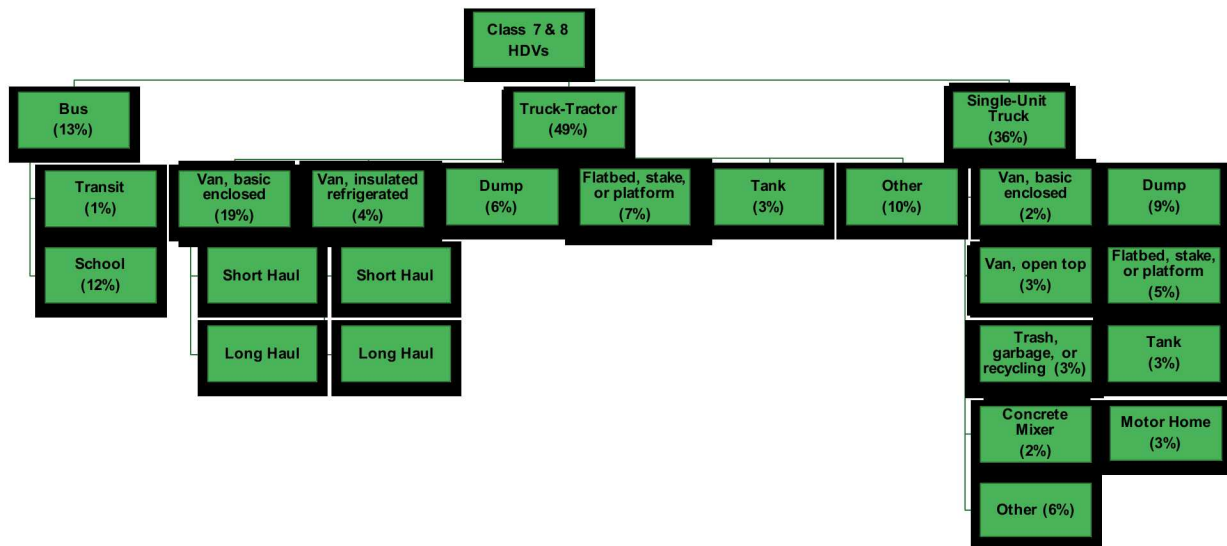 Class 7 & 8
HDVs
Bus
(13%)
Truck-Tractor
(49%)
Single-Unit
Truck
(36%)
Transit
(1%)
Van, basic
enclosed
(19%)
Van, insulated
refrigerated
(4%)
Dump
(6%)
Flatbed, stake,
or platform
(7%)
Tank
(3%)
Other
(10%)
Van, basic
enclosed
(2%)
Dump
(9%)
School
(12%)
Short Haul
Short Haul
Van, open top
(3%)
Flatbed, stake,
or platform
(5%)
Long Haul
Long Haul
Trash,
garbage, or
recycling (3%)
Tank
(3%)
Concrete
Mixer
(2%)
Motor Home
(3%)
Other (6%)